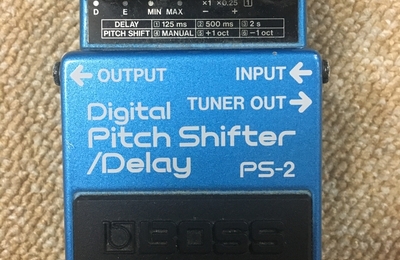 D E MIN MAX ×1 ×0.25 1
− +
DELAY 1 125 ms 2 500 ms 3 2 s
PITCH SHIFT 4 MANUAL 5 +1 oct 6 −1 oct
← OUTPUT INPUT ←
TUNER OUT →
Digital
Pitch Shifter
/Delay PS-2
BOSS